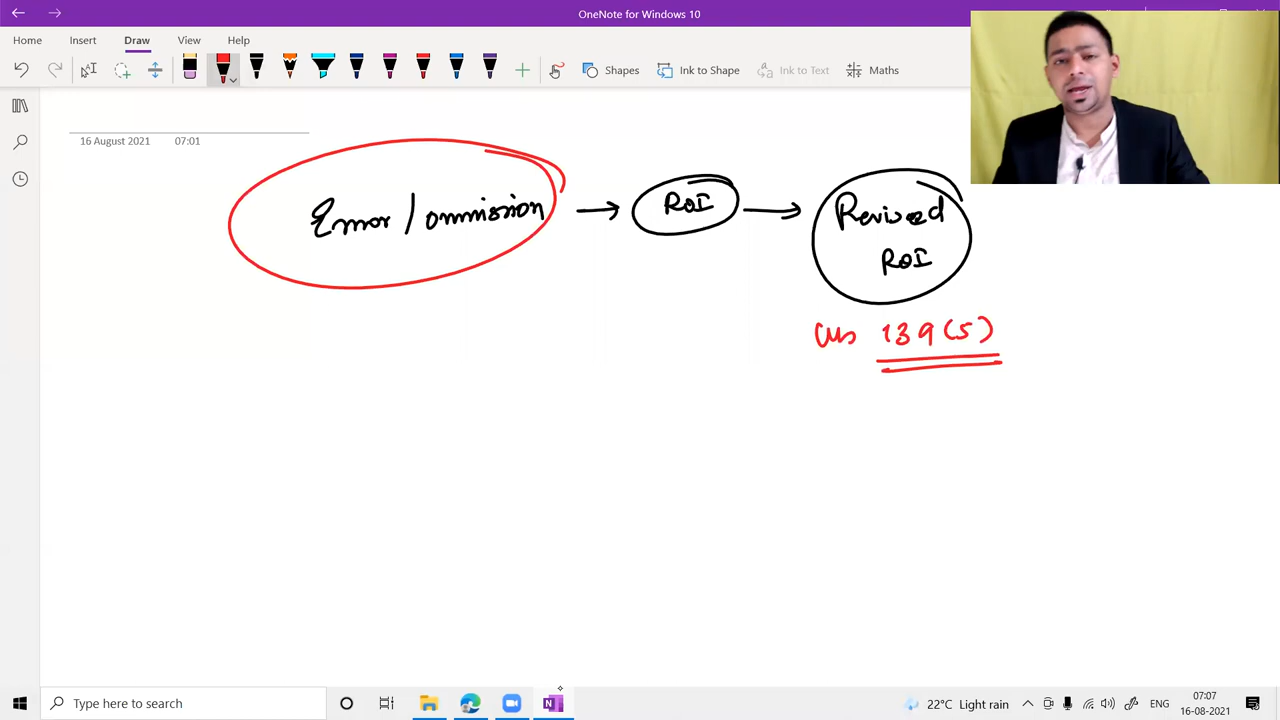 OneNote for Windows 10
Home Insert Draw View Help
Shapes Ink to Shape Ink to Text Maths
16 August 2021 07:01
Error / ommission → ROI → Revised
ROI
u/s 139(5)
Type here to search
22°C Light rain
ENG
07:07
16-08-2021